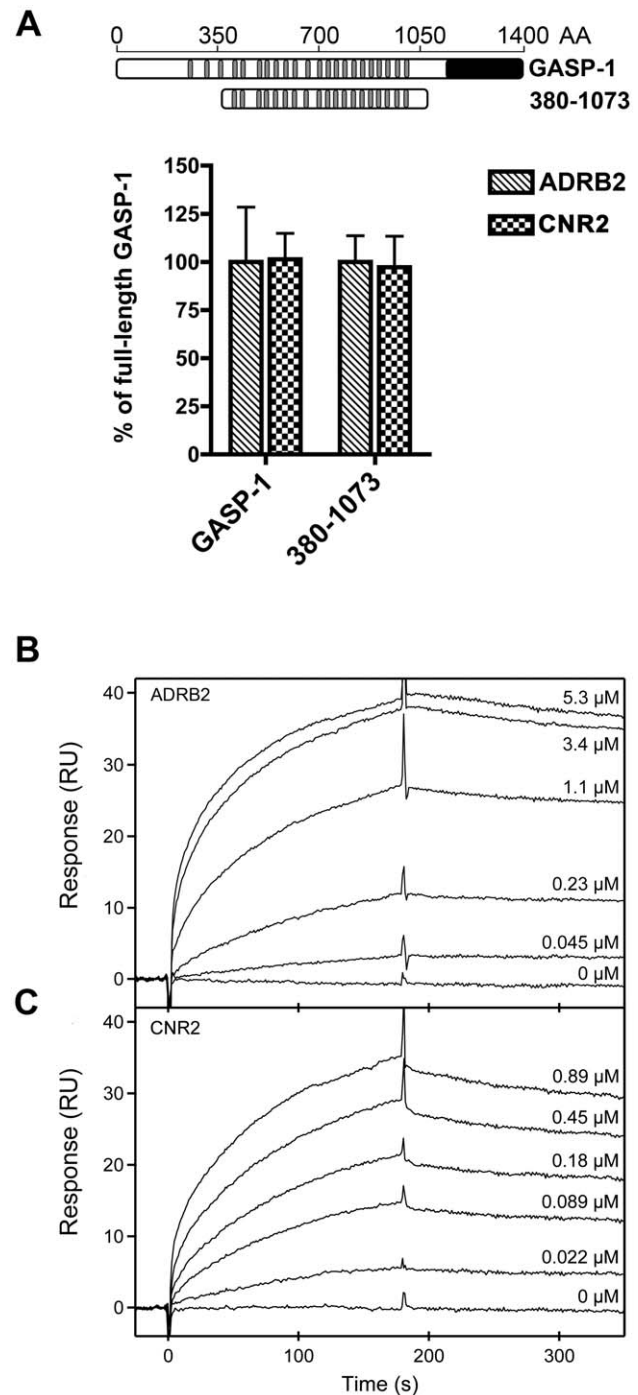 A
0 350 700 1050 1400 AA
GASP-1
380-1073
% of full-length GASP-1
150
125
100
75
50
25
0
ADRB2
CNR2
GASP-1
380-1073
B
ADRB2
Response (RU)
40
30
20
10
0
5.3 µM
3.4 µM
1.1 µM
0.23 µM
0.045 µM
0 µM
C
CNR2
Response (RU)
40
30
20
10
0
0.89 µM
0.45 µM
0.18 µM
0.089 µM
0.022 µM
0 µM
0 100 200 300
Time (s)